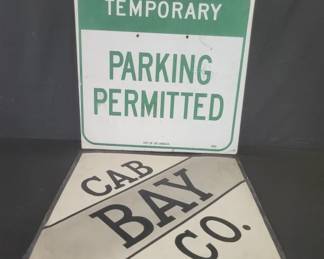 TEMPORARY
PARKING
PERMITTED
CAB
BAY
CO.